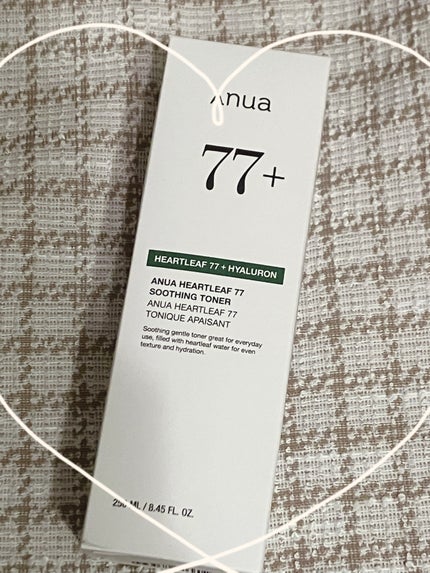 Anua
77+
HEARTLEAF 77 + HYALURON
ANUA HEARTLEAF 77
SOOTHING TONER
ANUA HEARTLEAF 77
TONIQUE APAISANT
Soothing gentle toner great for everyday
use, filled with heartleaf water for even
texture and hydration.
250 ML / 8.45 FL. OZ.